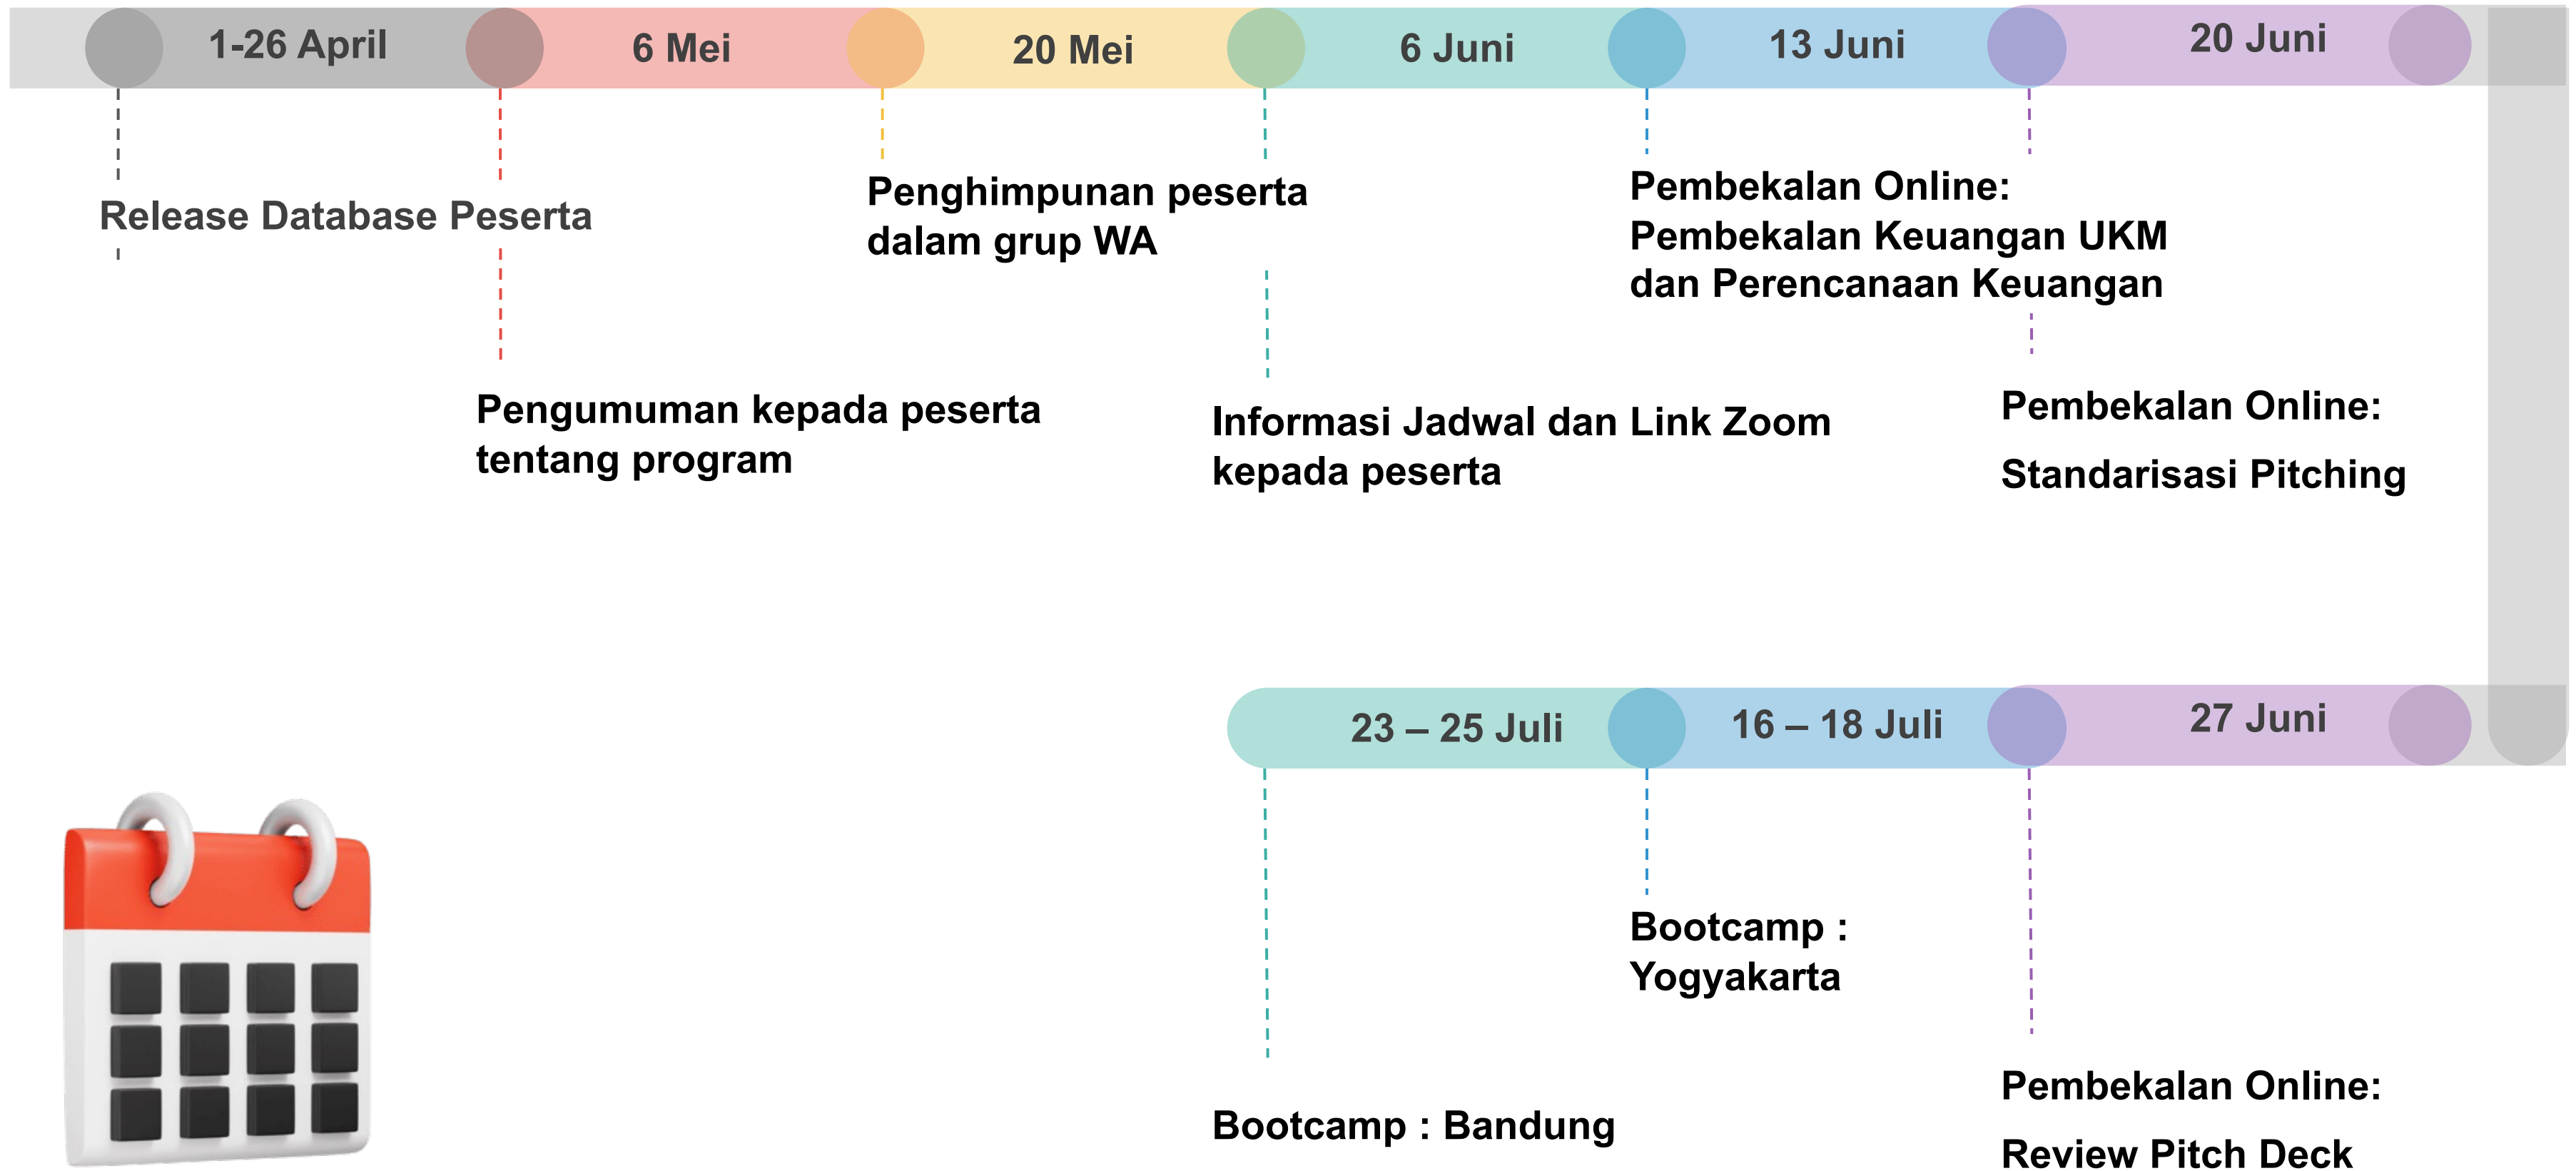 1-26 April
6 Mei
20 Mei
6 Juni
13 Juni
20 Juni
Release Database Peserta
Pengumuman kepada peserta
tentang program
Penghimpunan peserta
dalam grup WA
Informasi Jadwal dan Link Zoom
kepada peserta
Pembekalan Online:
Pembekalan Keuangan UKM
dan Perencanaan Keuangan
Pembekalan Online:
Standarisasi Pitching
23 – 25 Juli
16 – 18 Juli
27 Juni
Bootcamp : Bandung
Bootcamp :
Yogyakarta
Pembekalan Online:
Review Pitch Deck